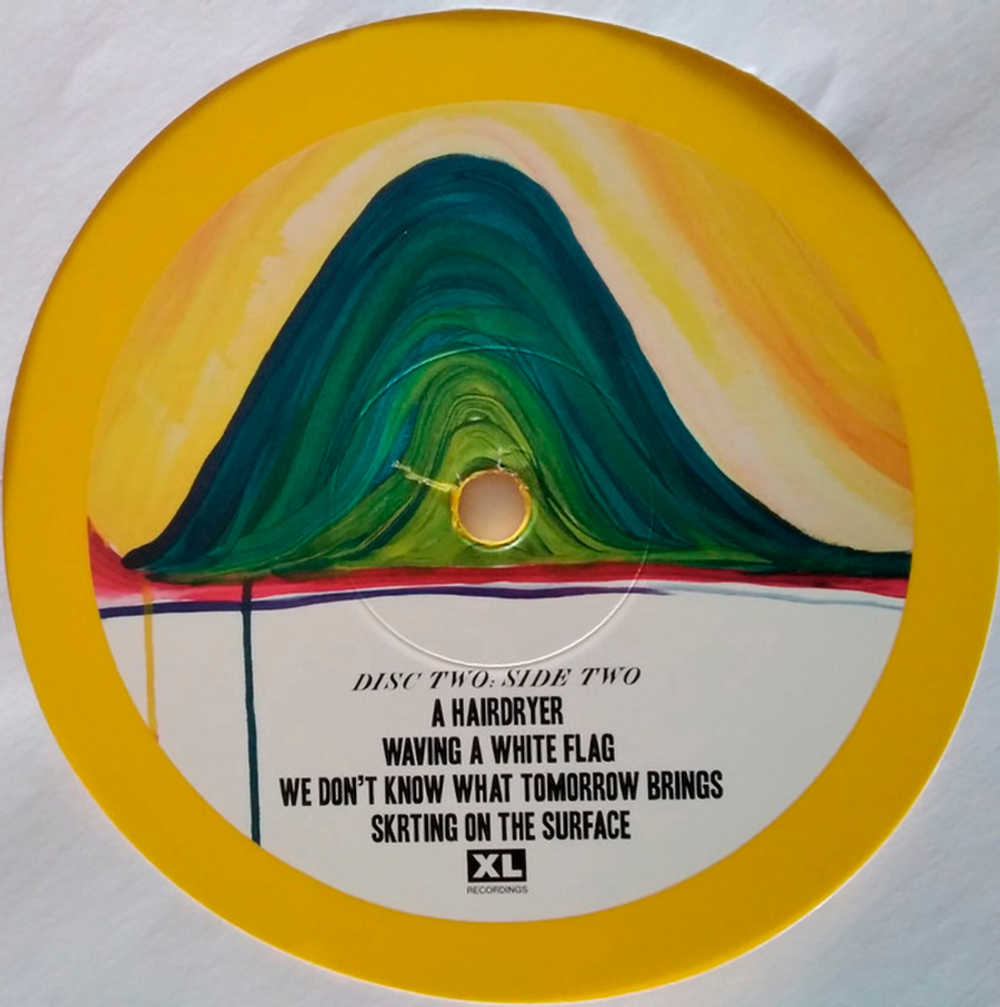 DISC TWO: SIDE TWO
A HAIRDRYER
WAVING A WHITE FLAG
WE DON'T KNOW WHAT TOMORROW BRINGS
SKRTING ON THE SURFACE
XL
RECORDINGS